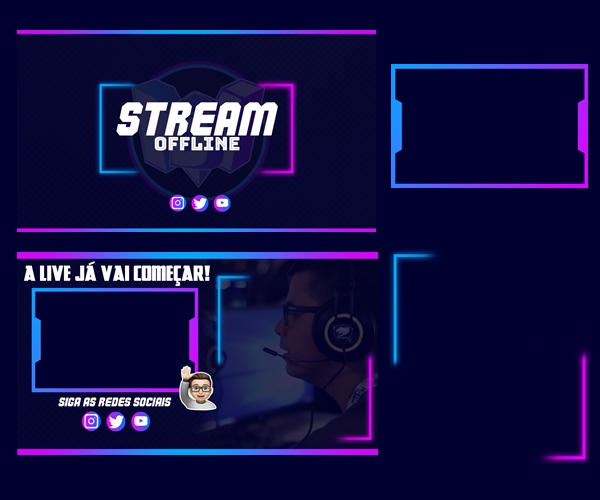 STREAM
OFFLINE
A LIVE JÁ VAI COMEÇAR!
SIGA AS REDES SOCIAIS